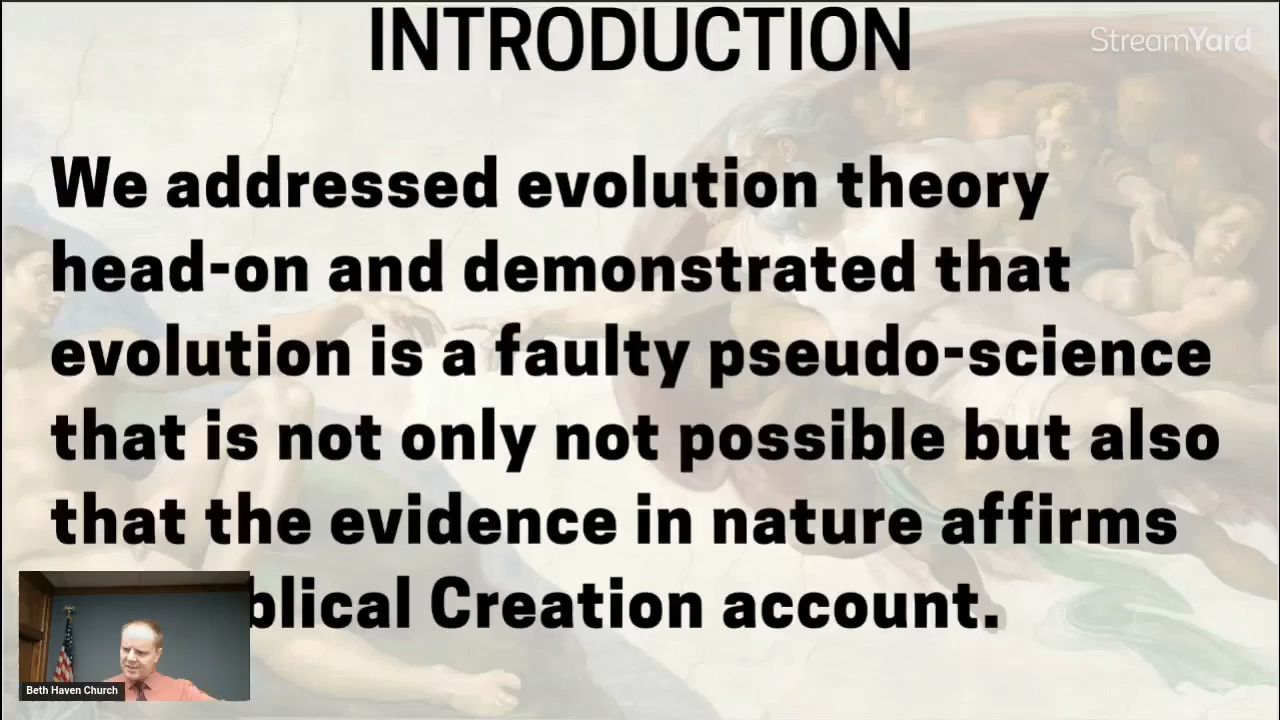 INTRODUCTION
StreamYard
We addressed evolution theory
head-on and demonstrated that
evolution is a faulty pseudo-science
that is not only not possible but also
that the evidence in nature affirms
blical Creation account.
Beth Haven Church